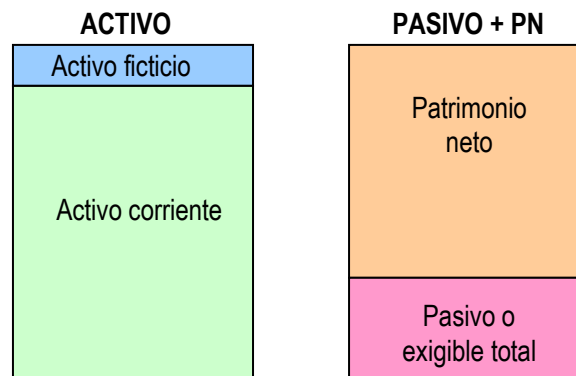 ACTIVO
Activo ficticio
Activo corriente
PASIVO + PN
Patrimonio
neto
Pasivo o
exigible total